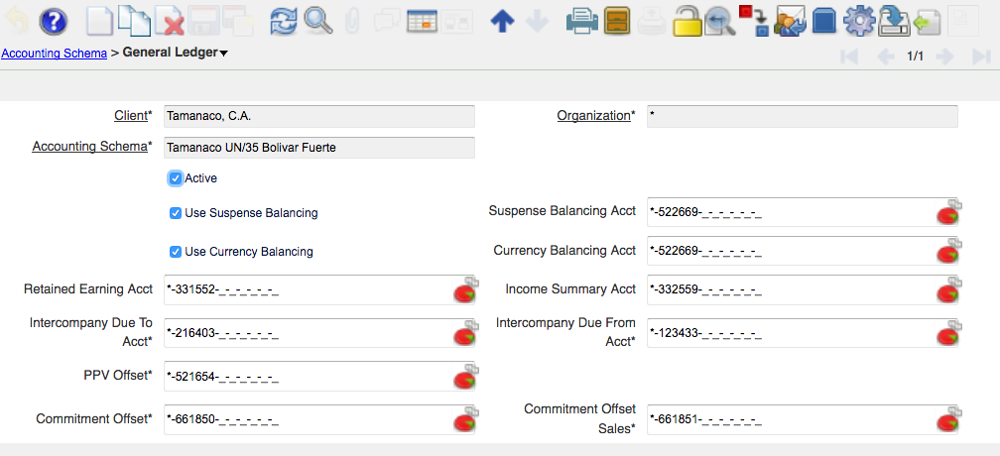 Accounting Schema > General Ledger
1/1
Client* Tamanaco, C.A. Organization* *
Accounting Schema* Tamanaco UN/35 Bolivar Fuerte
Active
Use Suspense Balancing Suspense Balancing Acct *-522669-_-_-_-_-_-_
Use Currency Balancing Currency Balancing Acct *-522669-_-_-_-_-_-_
Retained Earning Acct *-331552-_-_-_-_-_-_ Income Summary Acct *-332559-_-_-_-_-_-_
Intercompany Due To Intercompany Due From
Acct* *-216403-_-_-_-_-_-_ Acct* *-123433-_-_-_-_-_-_
PPV Offset* *-521654-_-_-_-_-_-_
Commitment Offset* *-661850-_-_-_-_-_-_ Commitment Offset
Sales* *-661851-_-_-_-_-_-_